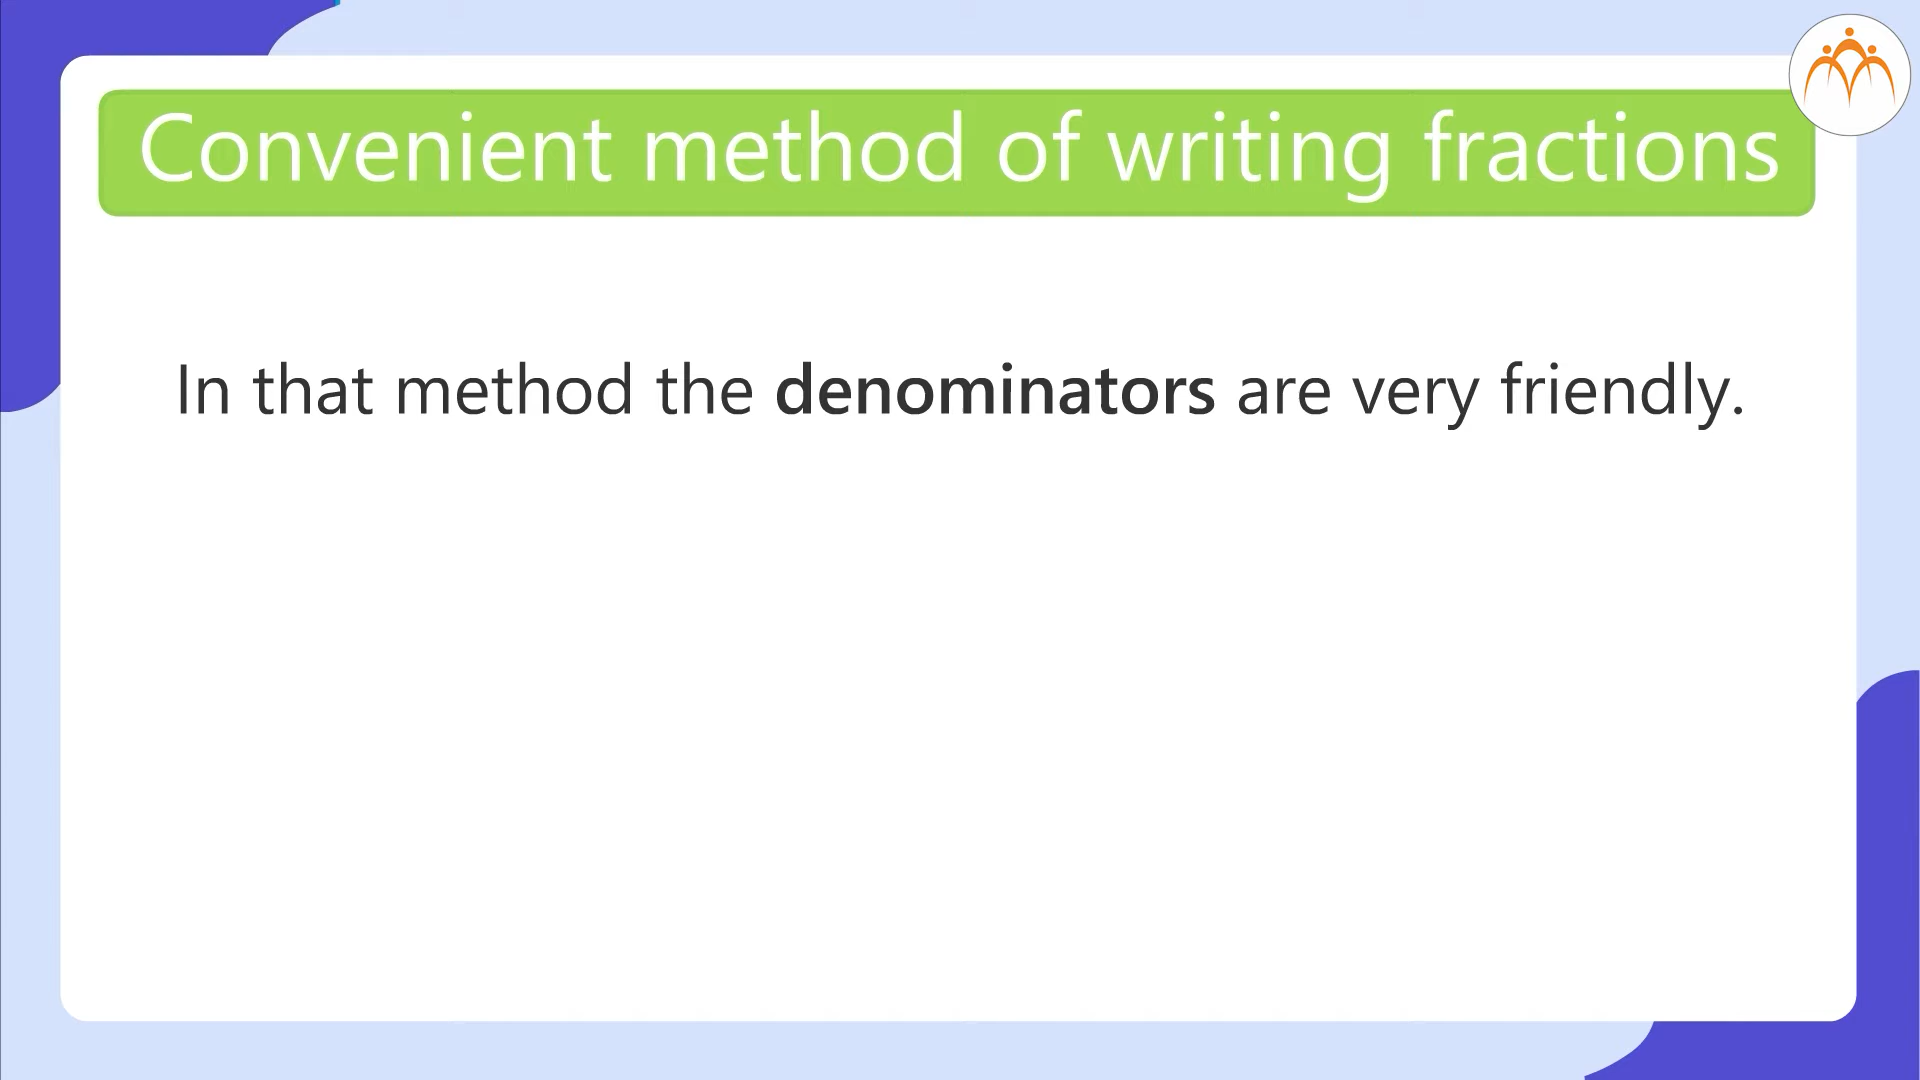 Convenient method of writing fractions
In that method the denominators are very friendly.